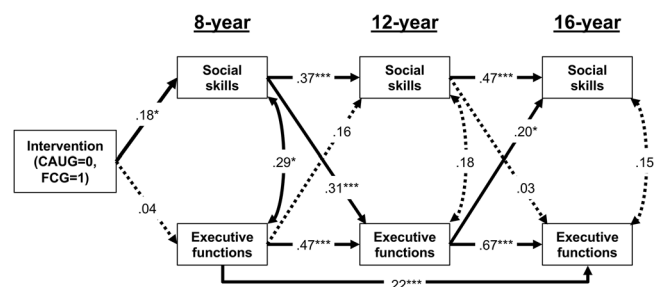 8-year 12-year 16-year
Social skills
.37***
Social skills
.47***
Social skills
.18*
.16
.20*
Intervention
(CAUG=0,
FCG=1)
.29*
.18
.15
.31***
.03
.04
Executive functions
.47***
Executive functions
.67***
Executive functions
.22***